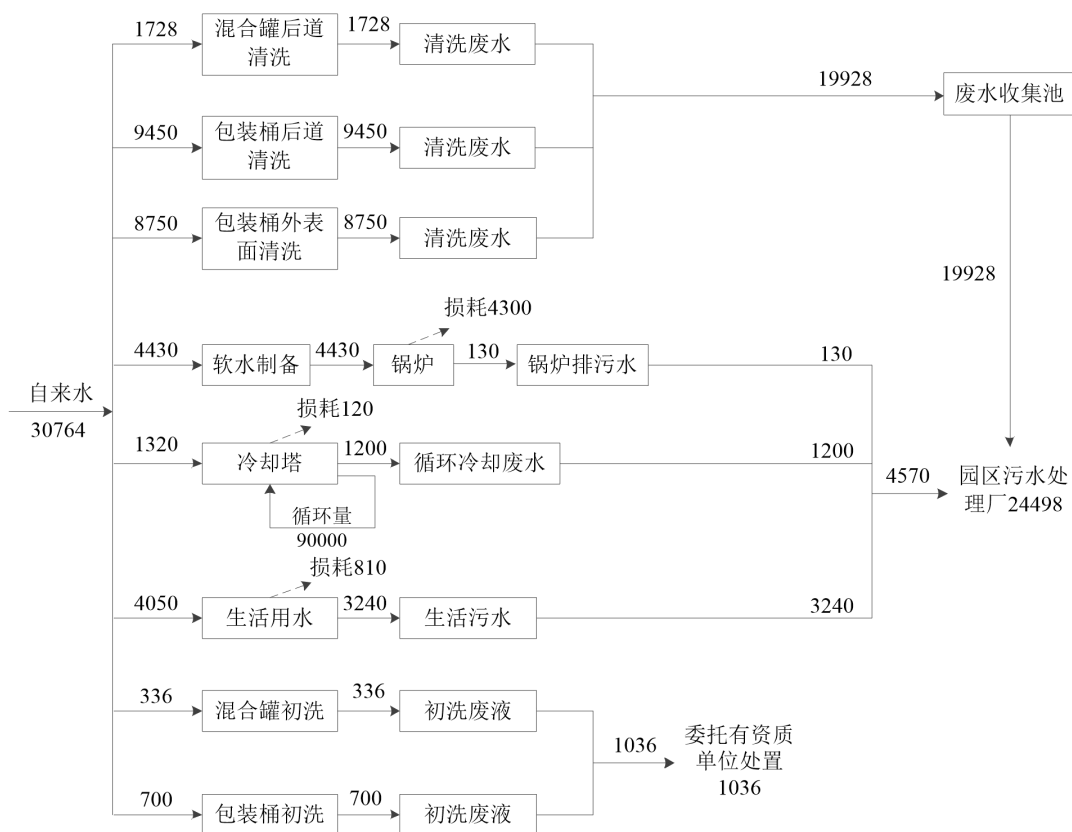 1728
混合罐后道
清洗
1728
清洗废水
19928
废水收集池
9450
包装桶后道
清洗
9450
清洗废水
8750
包装桶外表
面清洗
8750
清洗废水
19928
损耗4300
4430
软水制备
4430
锅炉
130
锅炉排污水
130
自来水
30764
损耗120
1320
冷却塔
1200
循环冷却废水
1200
循环量
90000
4570
园区污水处
理厂24498
损耗810
4050
生活用水
3240
生活污水
3240
336
混合罐初洗
336
初洗废液
1036
委托有资质
单位处置
1036
700
包装桶初洗
700
初洗废液